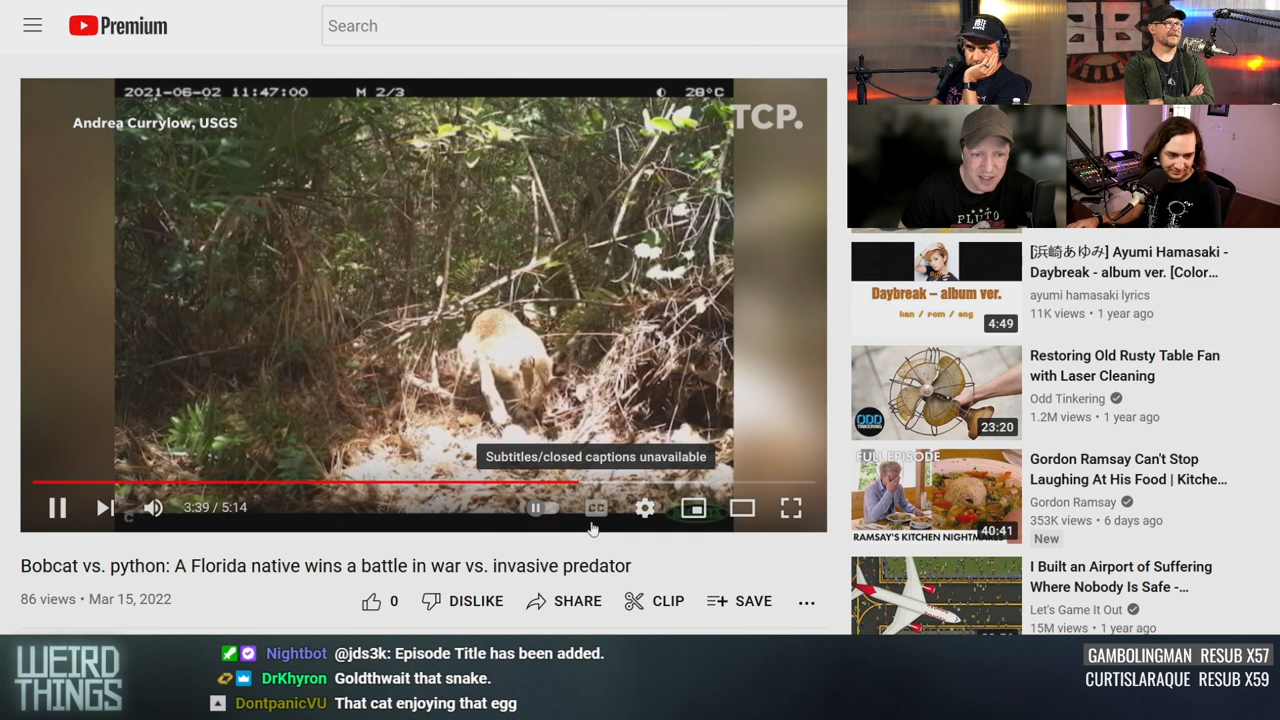 Premium
Search
2021-06-02 11:47:00 M 2/3 28°C
Andrea Currylow, USGS
TCP.
Subtitles/closed captions unavailable
3:39 / 5:14
CC
Bobcat vs. python: A Florida native wins a battle in war vs. invasive predator
86 views • Mar 15, 2022
0 DISLIKE SHARE CLIP SAVE
PLUTO
[浜崎あゆみ] Ayumi Hamasaki -
Daybreak - album ver. [Color...
ayumi hamasaki lyrics
11K views • 1 year ago
Daybreak – album ver.
kan / rom / eng
4:49
Restoring Old Rusty Table Fan
with Laser Cleaning
Odd Tinkering
1.2M views • 1 year ago
ODD
TINKERING
23:20
Gordon Ramsay Can't Stop
Laughing At His Food | Kitche...
Gordon Ramsay
353K views • 6 days ago
New
FULL EPISODE
40:41
RAMSAY'S KITCHEN NIGHTMARES
I Built an Airport of Suffering
Where Nobody Is Safe -...
Let's Game It Out
15M views • 1 year ago
WEIRD
THINGS
Nightbot @jds3k: Episode Title has been added.
DrKhyron Goldthwait that snake.
DontpanicVU That cat enjoying that egg
GAMBOLINGMAN RESUB X57
CURTISLARAQUE RESUB X59